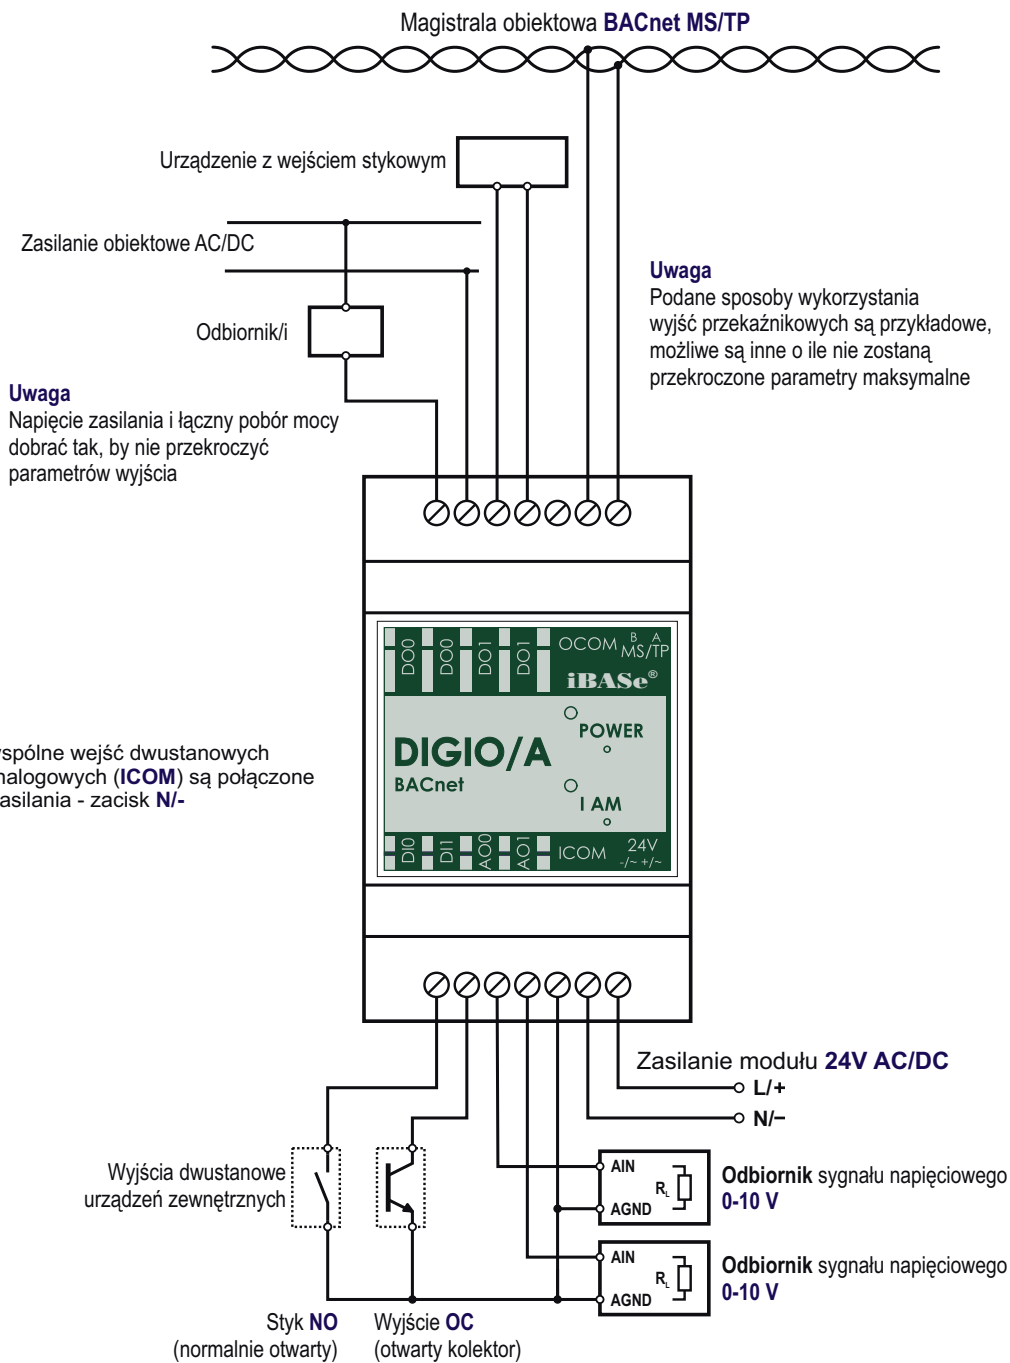 Magistrala obiektowa BACnet MS/TP
Urządzenie z wejściem stykowym
Zasilanie obiektowe AC/DC
Odbiornik/i
Uwaga
Podane sposoby wykorzystania
wyjść przekaźnikowych są przykładowe,
możliwe są inne o ile nie zostaną
przekroczone parametry maksymalne
Uwaga
Napięcie zasilania i łączny pobór mocy
dobrać tak, by nie przekroczyć
parametrów wyjścia
DO0 DO0 DO1 DO1 OCOM B A
MS/TP
iBASe®
POWER
DIGIO/A
BACnet
I AM
DI0 DI1 AO0 AO1 ICOM 24V
-/~ +/~
wspólne wejść dwustanowych
nalogowych (ICOM) są połączone
zasilania - zacisk N/-
Zasilanie modułu 24V AC/DC
L/+
N/–
Wyjścia dwustanowe
urządzeń zewnętrznych
AIN
RL
AGND
Odbiornik sygnału napięciowego
0-10 V
AIN
RL
AGND
Odbiornik sygnału napięciowego
0-10 V
Styk NO
(normalnie otwarty)
Wyjście OC
(otwarty kolektor)